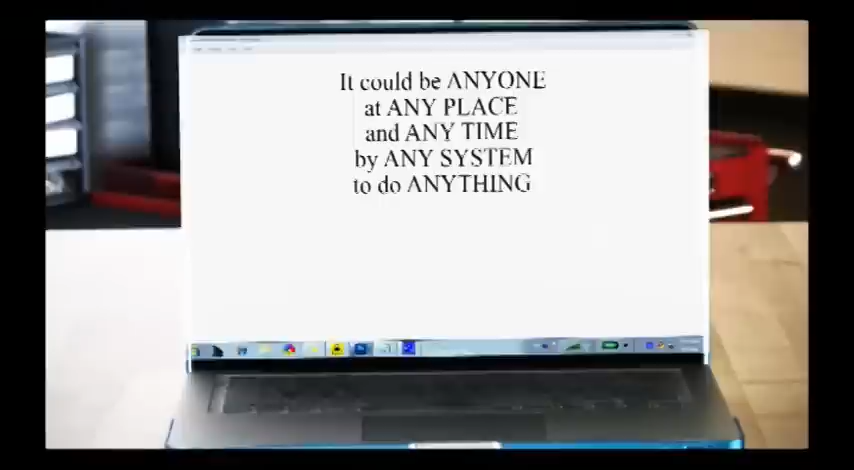 It could be ANYONE
at ANY PLACE
and ANY TIME
by ANY SYSTEM
to do ANYTHING